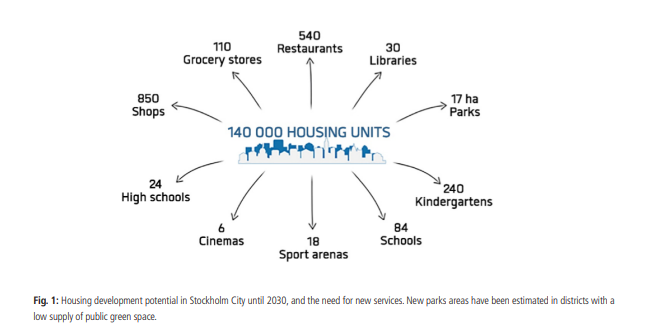 540
Restaurants
110
Grocery stores
30
Libraries
850
Shops
17 ha
Parks
140 000 HOUSING UNITS
24
High schools
240
Kindergartens
6
Cinemas
18
Sport arenas
84
Schools
Fig. 1: Housing development potential in Stockholm City until 2030, and the need for new services. New parks areas have been estimated in districts with a
low supply of public green space.